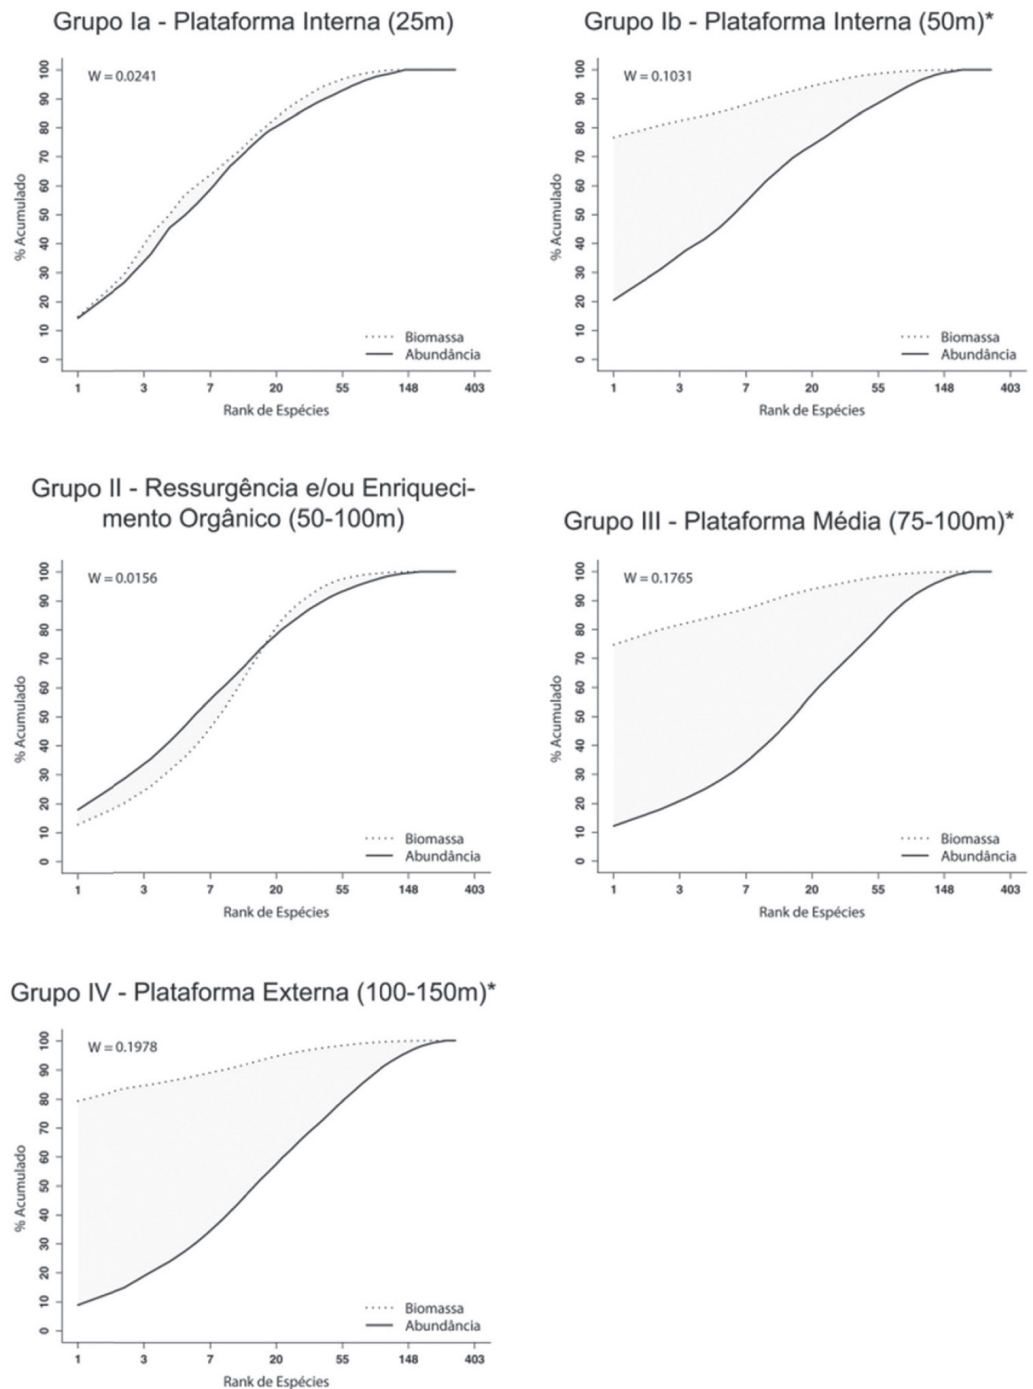 Grupo Ia - Plataforma Interna (25m)
W = 0.0241
% Acumulado
100
90
80
70
60
50
40
30
20
10
0
Biomassa
Abundância
1 3 7 20 55 148 403
Rank de Espécies
Grupo Ib - Plataforma Interna (50m)*
W = 0.1031
% Acumulado
100
90
80
70
60
50
40
30
20
10
0
Biomassa
Abundância
1 3 7 20 55 148 403
Rank de Espécies
Grupo II - Ressurgência e/ou Enriqueci-
mento Orgânico (50-100m)
W = 0.0156
% Acumulado
100
90
80
70
60
50
40
30
20
10
0
Biomassa
Abundância
1 3 7 20 55 148 403
Rank de Espécies
Grupo III - Plataforma Média (75-100m)*
W = 0.1765
% Acumulado
100
90
80
70
60
50
40
30
20
10
0
Biomassa
Abundância
1 3 7 20 55 148 403
Rank de Espécies
Grupo IV - Plataforma Externa (100-150m)*
W = 0.1978
% Acumulado
100
90
80
70
60
50
40
30
20
10
0
Biomassa
Abundância
1 3 7 20 55 148 403
Rank de Espécies